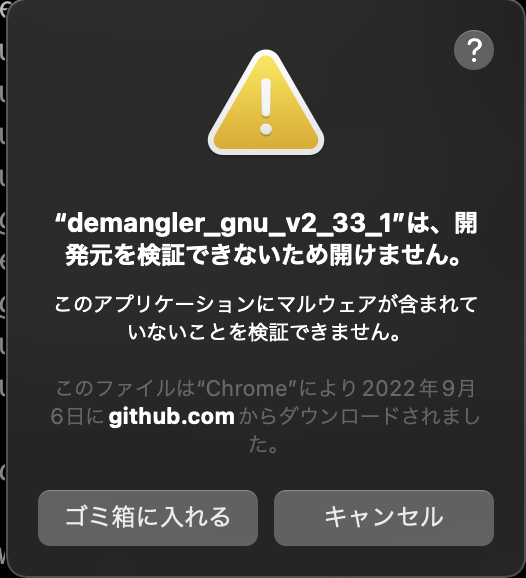 ?
“demangler_gnu_v2_33_1”は、開
発元を検証できないため開けません。
このアプリケーションにマルウェアが含まれて
いないことを検証できません。
このファイルは“Chrome”により2022年9月
6日にgithub.comからダウンロードされまし
た。
ゴミ箱に入れる
キャンセル